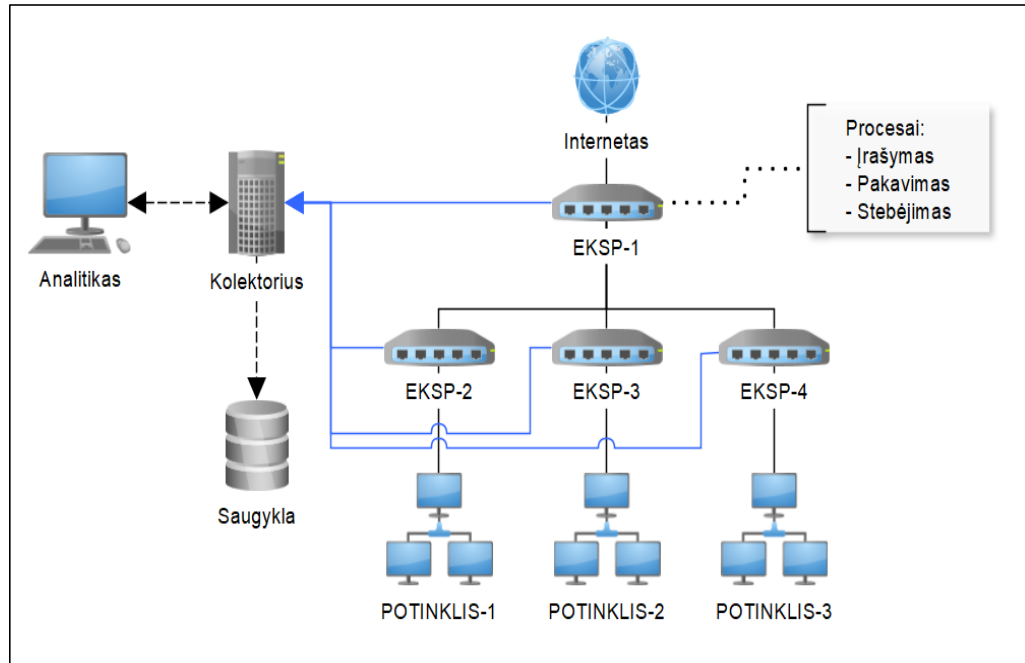 Internetas
Procesai:
- Įrašymas
- Pakavimas
- Stebėjimas
EKSP-1
Analitikas
Kolektorius
EKSP-2
EKSP-3
EKSP-4
Saugykla
POTINKLIS-1
POTINKLIS-2
POTINKLIS-3